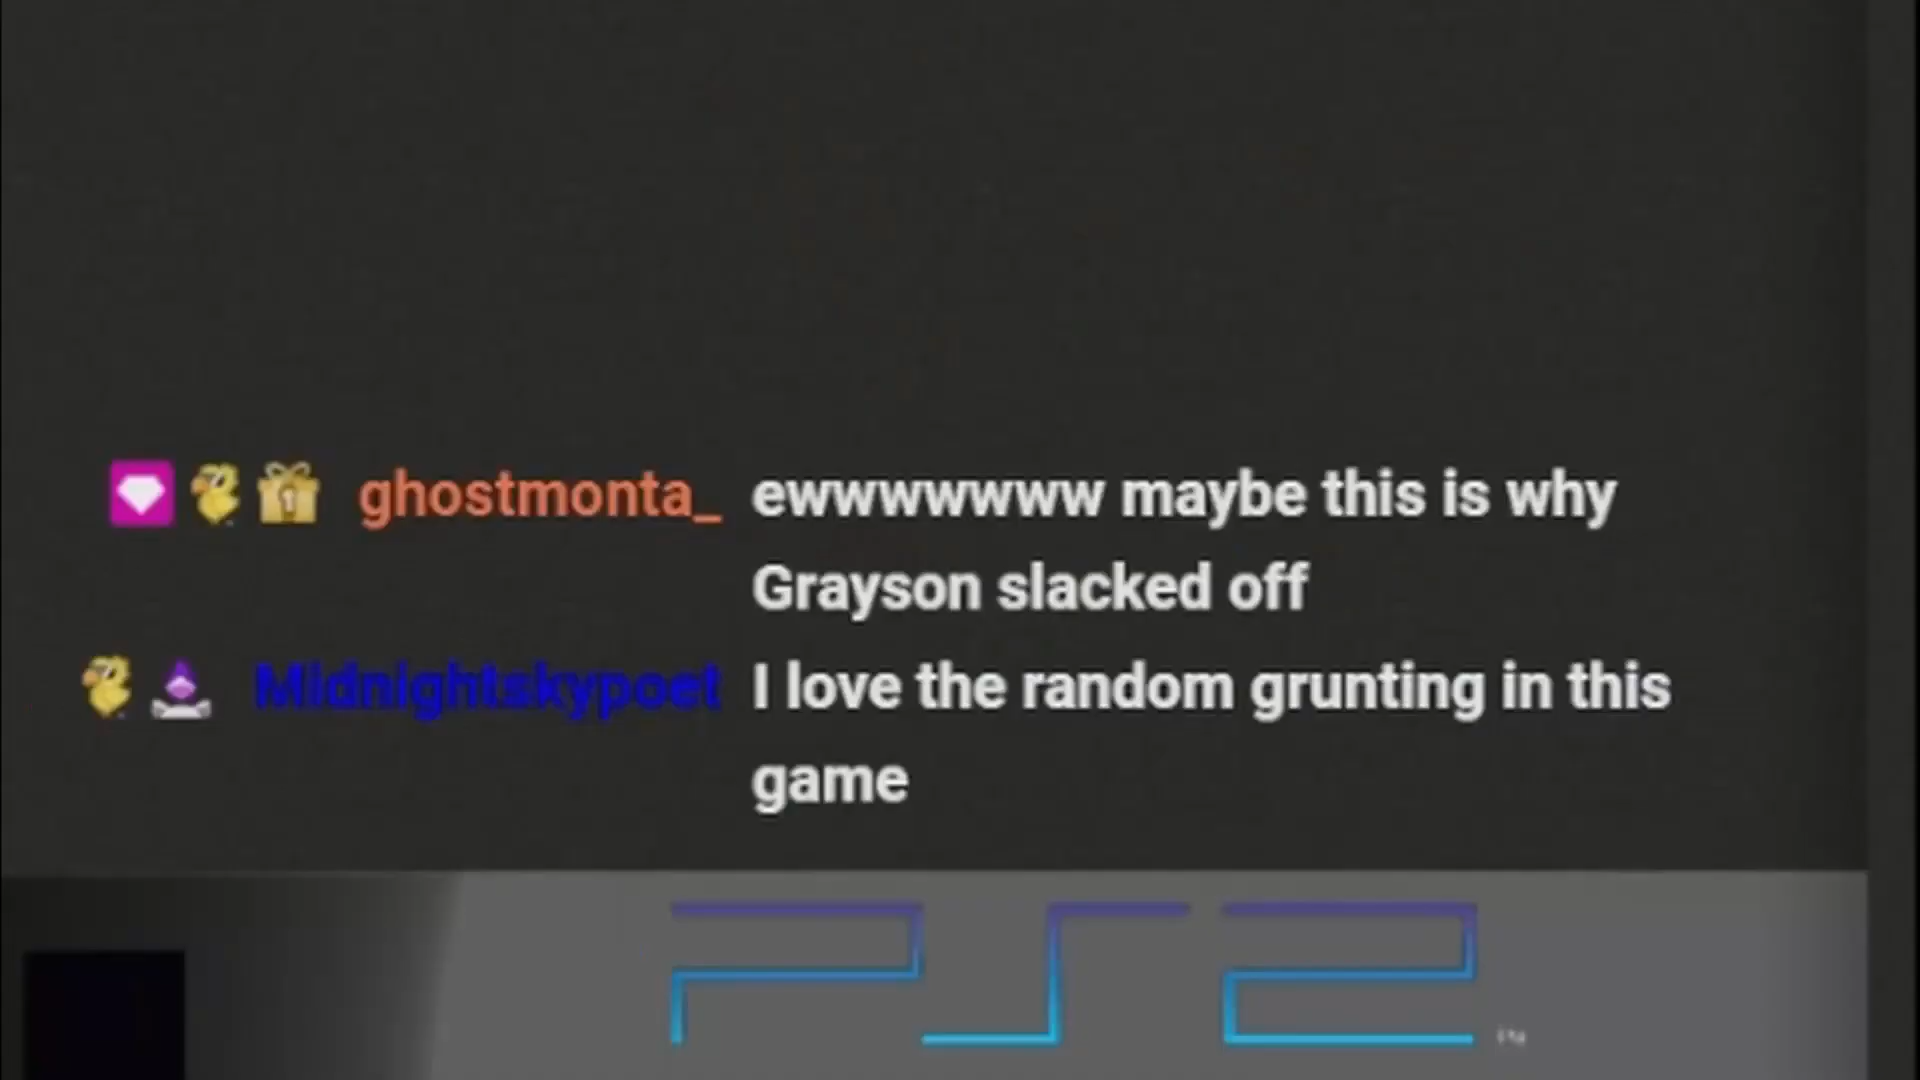 ghostmonta_ ewwwwwww maybe this is why
Grayson slacked off
Midnightskypoet I love the random grunting in this
game
PS2